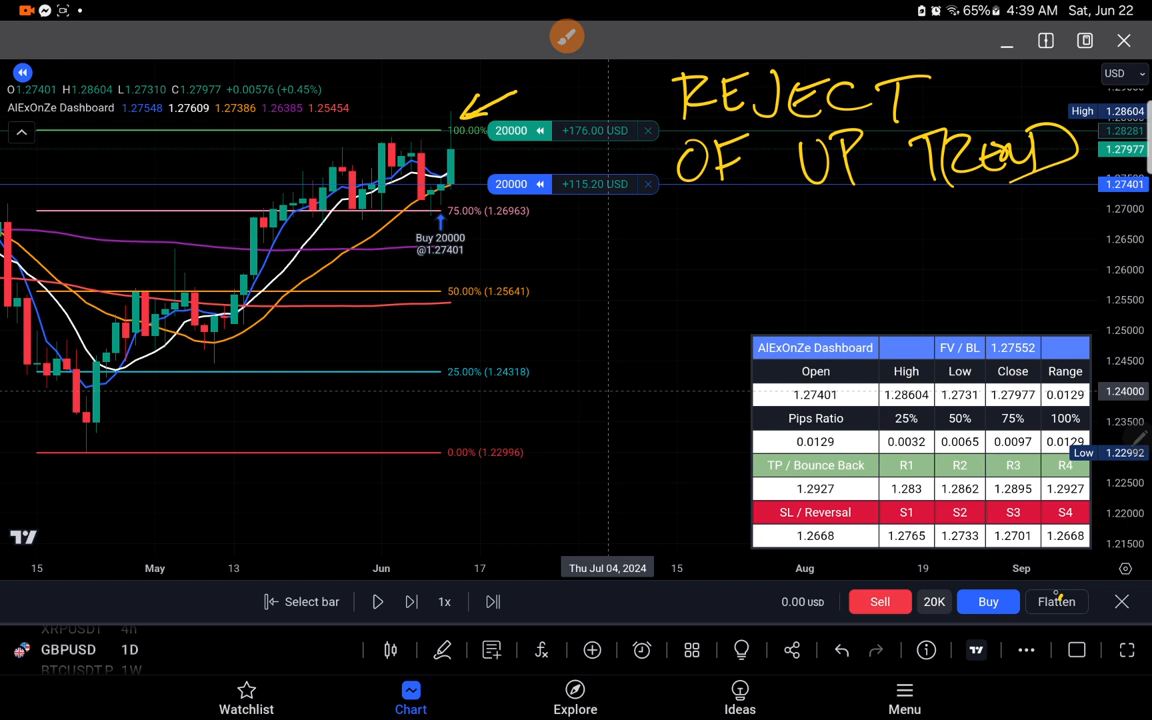 65% 4:39 AM Sat, Jun 22
USD
O1.27401 H1.28604 L1.27310 C1.27977 +0.00576 (+0.45%)
AlExOnZe Dashboard 1.27548 1.27609 1.27386 1.26385 1.25454
REJECT
OF UP TREND
High 1.28604
100.00% 20000 +176.00 USD
1.28281
1.27977
20000 +115.20 USD
1.27401
75.00% (1.26963)
1.27000
Buy 20000
@1.27401
1.26500
1.26000
50.00% (1.25641)
1.25500
1.25000
1.24500
25.00% (1.24318)
1.24000
1.23500
0.00% (1.22996)
Low 1.22992
1.22500
1.22000
1.21500
AlExOnZe Dashboard FV / BL 1.27552
Open High Low Close Range
1.27401 1.28604 1.2731 1.27977 0.0129
Pips Ratio 25% 50% 75% 100%
0.0129 0.0032 0.0065 0.0097 0.0129
TP / Bounce Back R1 R2 R3 R4
1.2927 1.283 1.2862 1.2895 1.2927
SL / Reversal S1 S2 S3 S4
1.2668 1.2765 1.2733 1.2701 1.2668
15 May 13 Jun 17 Thu Jul 04, 2024 15 Aug 19 Sep
Select bar 1x 0.00 USD Sell 20K Buy Flatten
XRPUSDT 4h
GBPUSD 1D
BTCUSDT.P 1W
Watchlist Chart Explore Ideas Menu